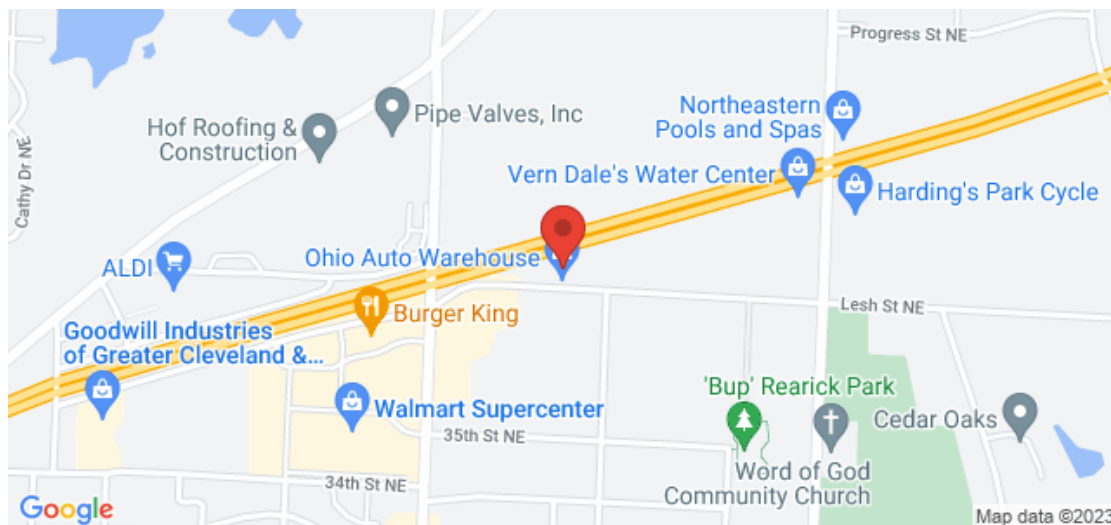 Progress St NE
Northeastern
Pools and Spas
Pipe Valves, Inc
Hof Roofing &
Construction
Cathy Dr NE
Vern Dale's Water Center
Harding's Park Cycle
Ohio Auto Warehouse
ALDI
Burger King
Lesh St NE
Goodwill Industries
of Greater Cleveland &...
'Bup' Rearick Park
Walmart Supercenter
Cedar Oaks
35th St NE
Word of God
Community Church
34th St NE
Google
Map data ©2023